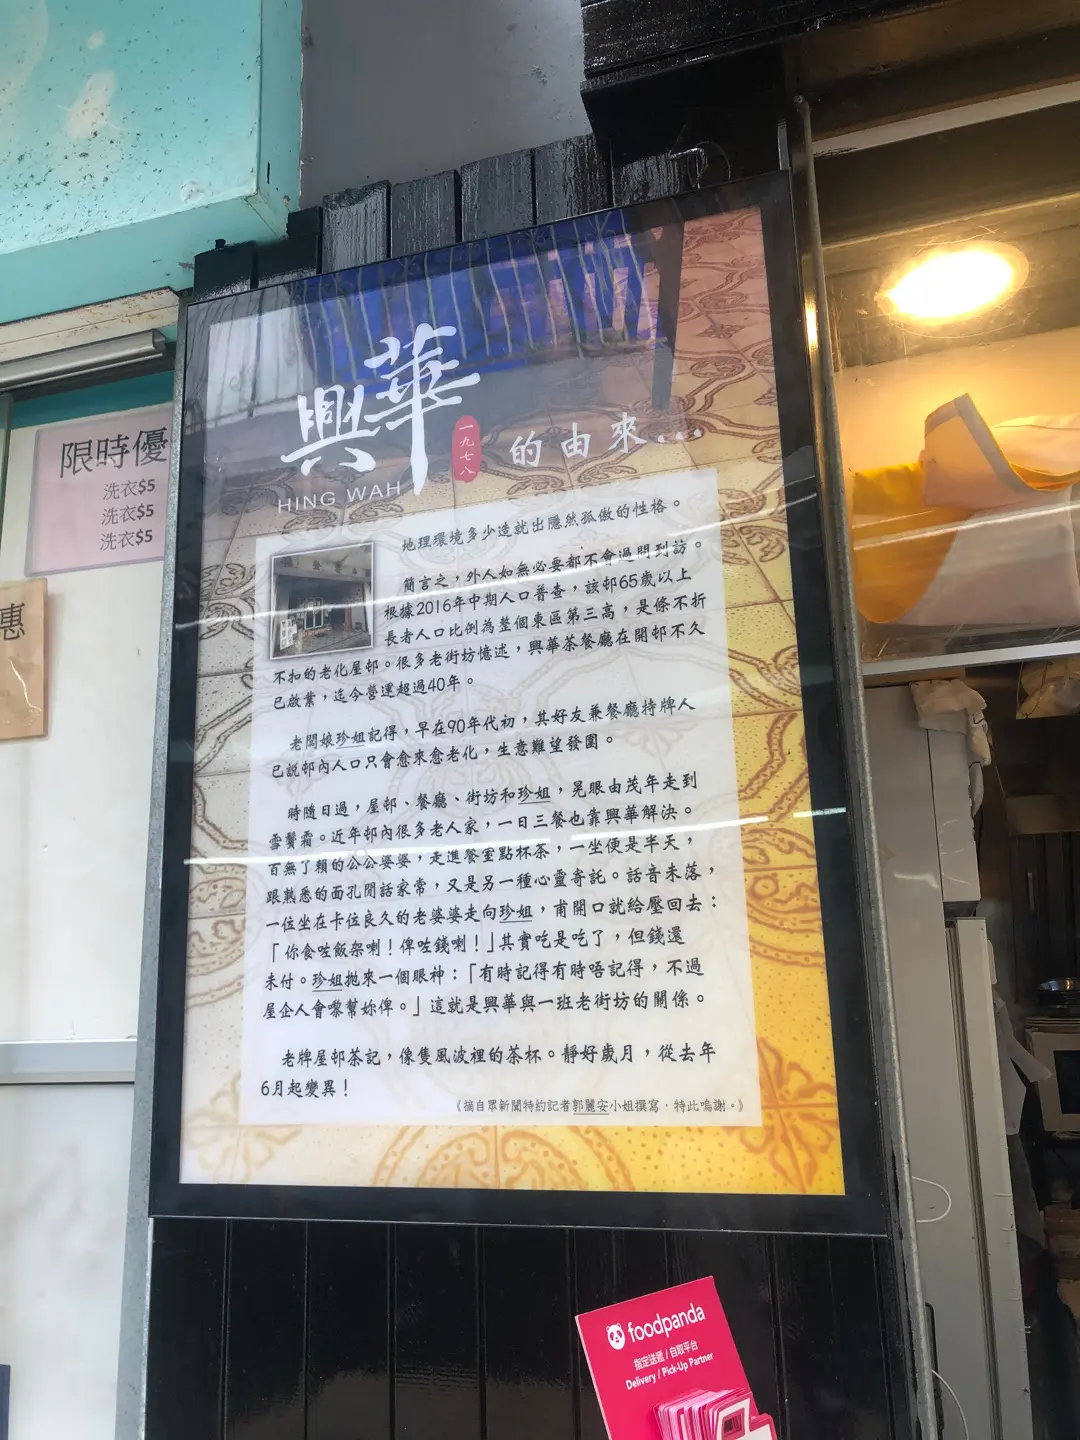 限時優
洗衣$5
洗衣$5
洗衣$5
惠
興華
一九七八
的由來...
HING WAH
地理環境多少造就出隱然孤傲的性格。
簡言之，外人如無必要都不會過問到訪。
根據2016年中期人口普查，該邨65歲以上
長者人口比例為整個東區第三高，是條不折
不扣的老化屋邨。很多老街坊憶述，興華茶餐廳在開邨不久
已啟業，迄今營運超過40年。
老闆娘珍姐記得，早在90年代初，其好友兼餐廳持牌人
已說邨內人口只會愈來愈老化，生意難望發圍。
時隨日過，屋邨、餐廳、街坊和珍姐，晃眼由茂年走到
雪鬢霜。近年邨內很多老人家，一日三餐也靠興華解決。
百無了賴的公公婆婆，走進餐室點杯茶，一坐便是半天，
跟熟悉的面孔閒話家常，又是另一種心靈寄託。話音未落，
一位坐在卡位良久的老婆婆走向珍姐，甫開口就給壓回去：
「你食咗飯架喇！俾咗錢喇！」其實吃是吃了，但錢還
未付。珍姐拋來一個眼神：「有時記得有時唔記得，不過
屋企人會嚟幫妳俾。」這就是興華與一班老街坊的關係。
老牌屋邨茶記，像隻風波裡的茶杯。靜好歲月，從去年
6月起變異！
《摘自眾新聞特約記者郭麗安小姐撰寫，特此鳴謝。》
foodpanda
指定送遞 / 自取平台
Delivery / Pick-Up Partner